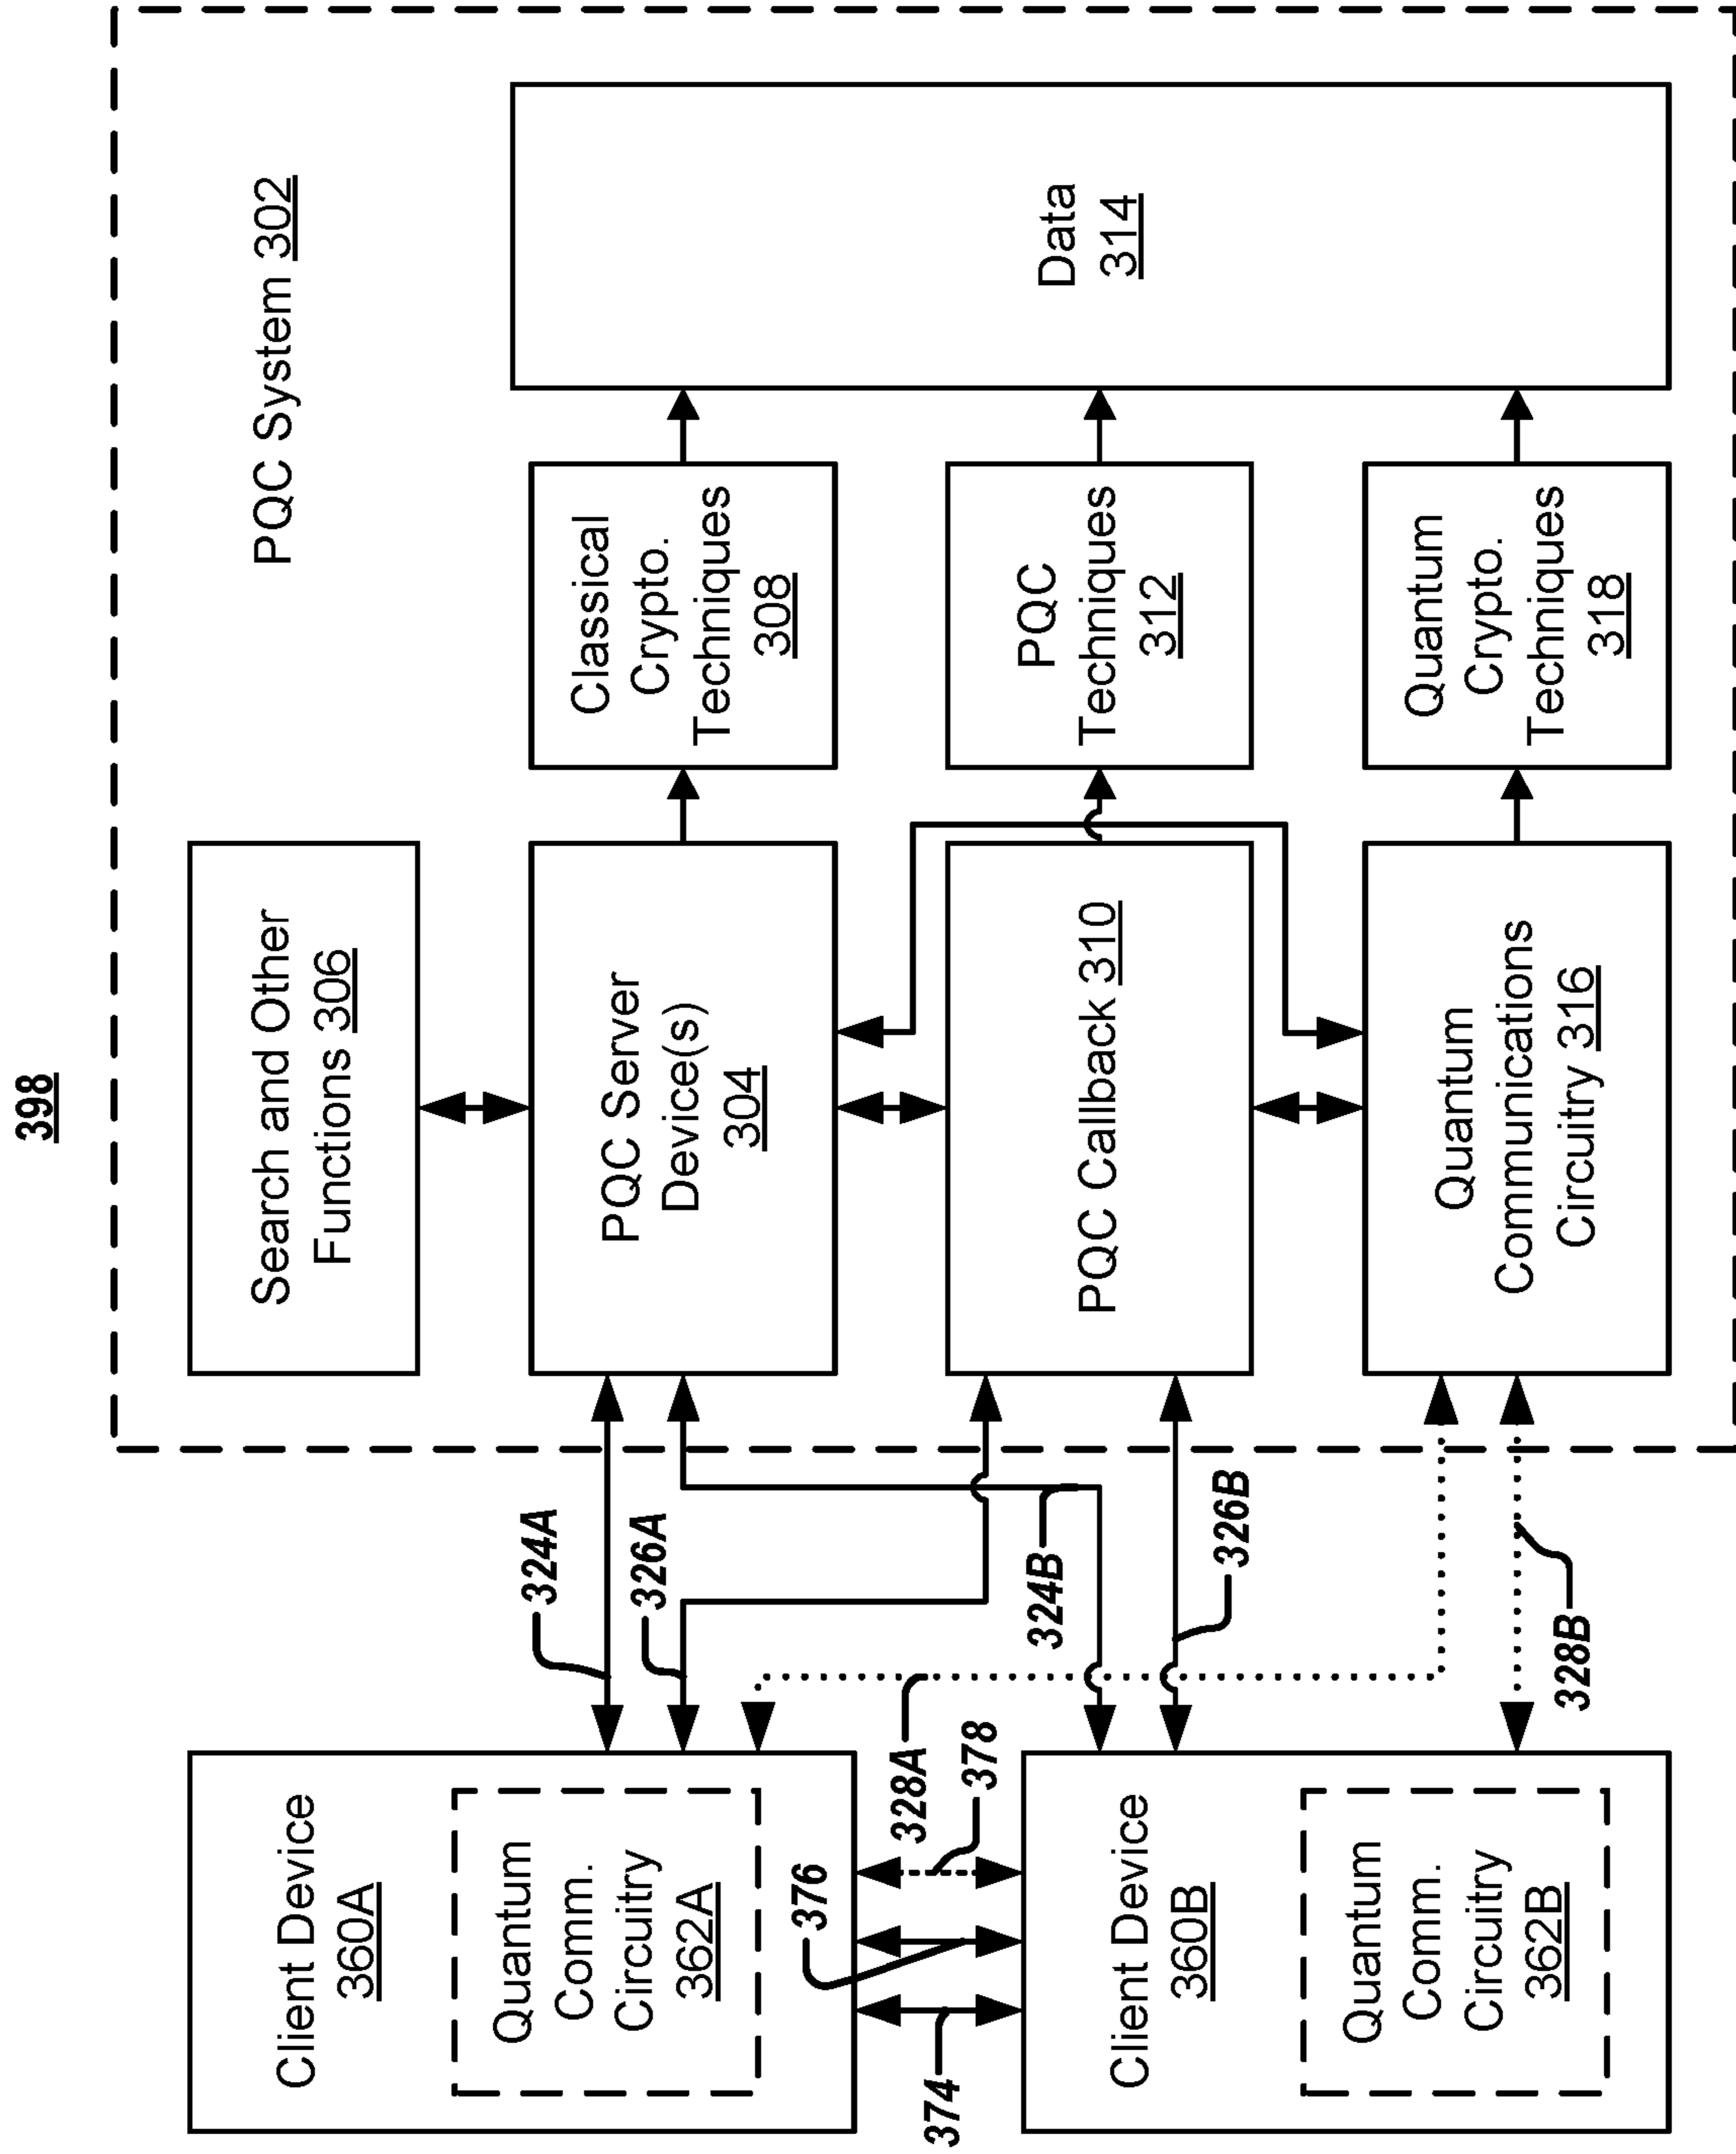 398
PQC System 302
Search and Other
Functions 306
PQC Server
Device(s)
304
Classical
Crypto.
Techniques
308
PQC Callback 310
PQC
Techniques
312
Quantum
Communications
Circuitry 316
Quantum
Crypto.
Techniques
318
Data
314
324A
326A
324B
326B
328A
328B
Client Device
360A
Quantum
Comm.
Circuitry
362A
374
376
378
Client Device
360B
Quantum
Comm.
Circuitry
362B